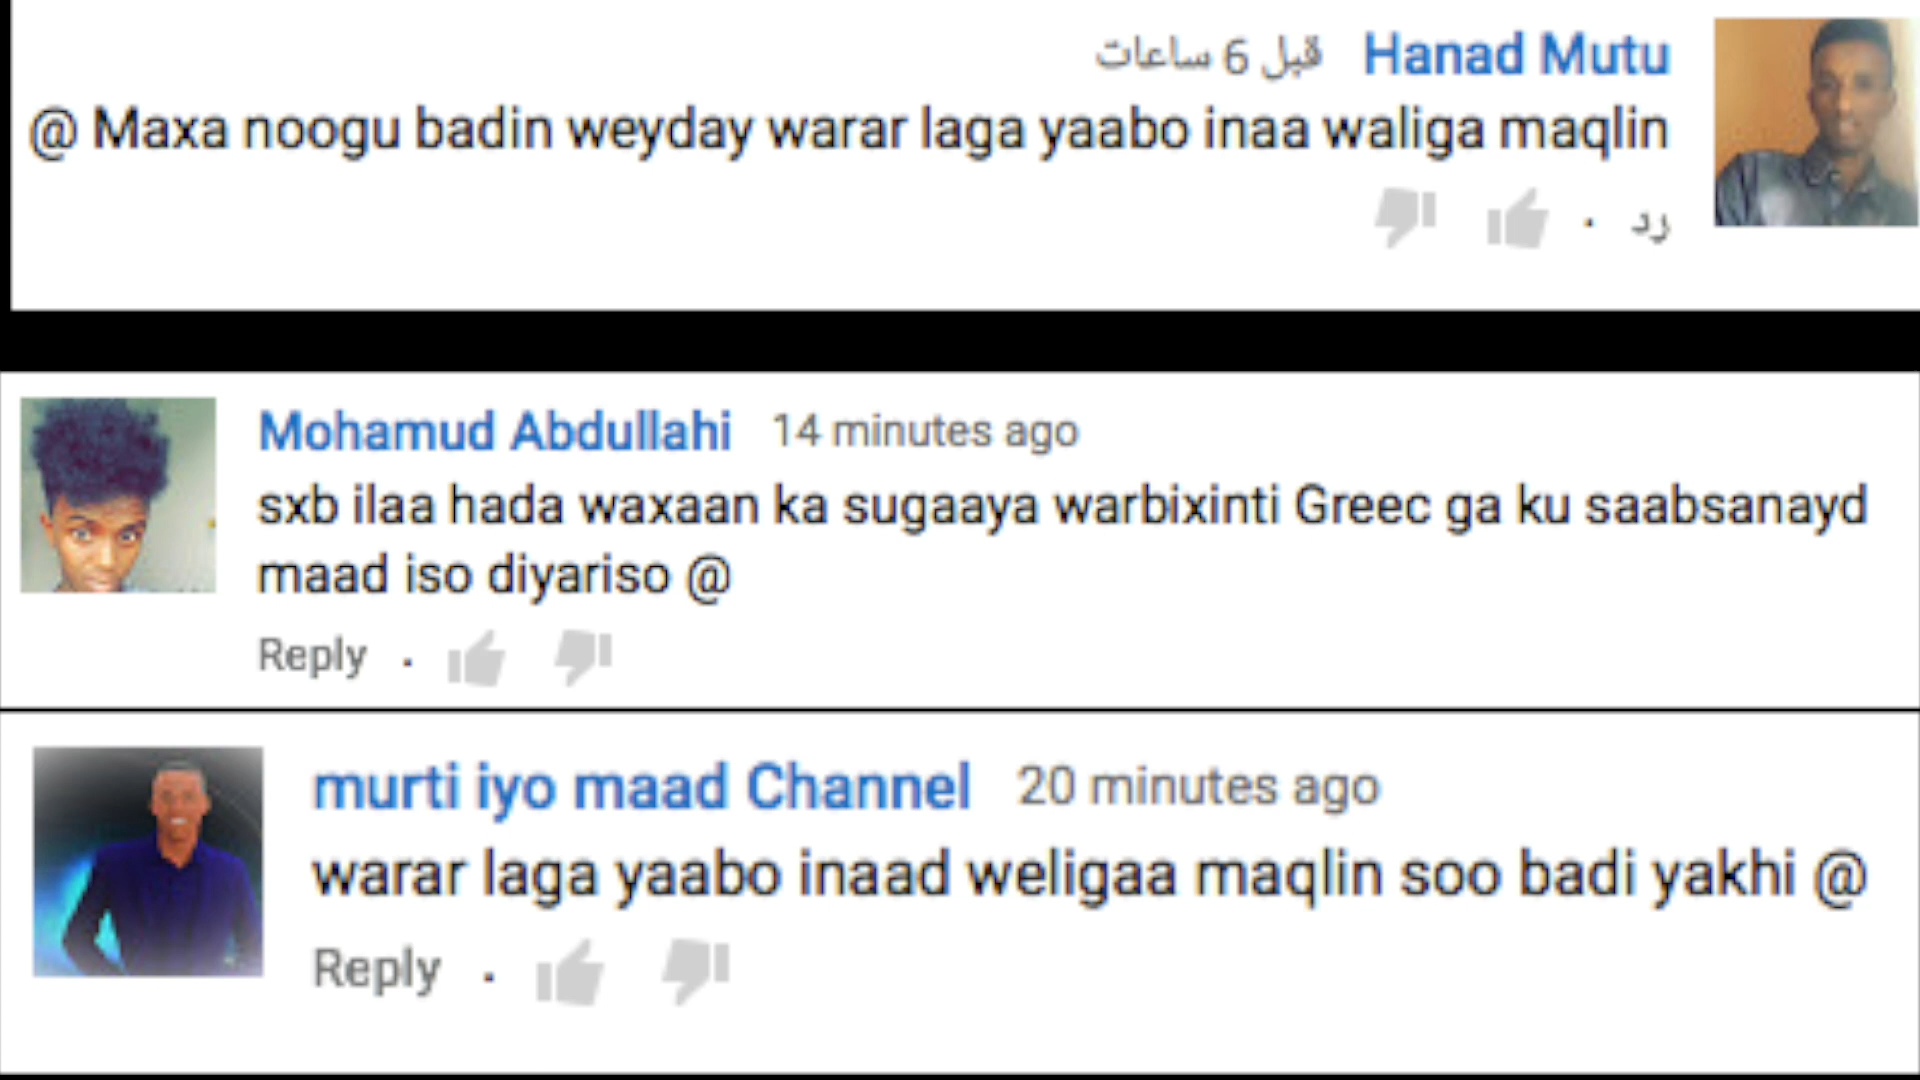 Hanad Mutu قبل 6 ساعات
@ Maxa noogu badin weyday warar laga yaabo inaa waliga maqlin
رد
Mohamud Abdullahi 14 minutes ago
sxb ilaa hada waxaan ka sugaaya warbixinti Greec ga ku saabsanayd
maad iso diyariso @
Reply
murti iyo maad Channel 20 minutes ago
warar laga yaabo inaad weligaa maqlin soo badi yakhi @
Reply